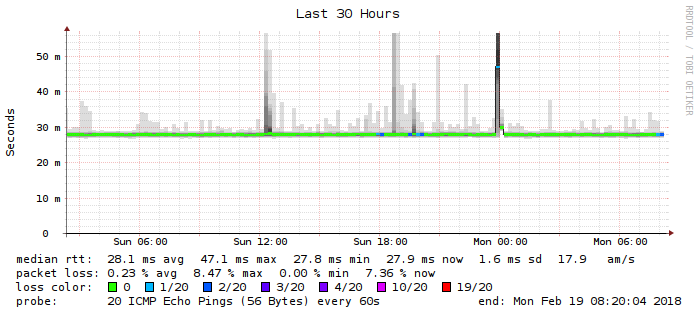 Last 30 Hours
RRDTOOL / TOBI OETIKER
Seconds
50 m
40 m
30 m
20 m
10 m
0
Sun 06:00 Sun 12:00 Sun 18:00 Mon 00:00 Mon 06:00
median rtt: 28.1 ms avg 47.1 ms max 27.8 ms min 27.9 ms now 1.6 ms sd 17.9 am/s
packet loss: 0.23 % avg 8.47 % max 0.00 % min 7.36 % now
loss color: 0 1/20 2/20 3/20 4/20 10/20 19/20
probe: 20 ICMP Echo Pings (56 Bytes) every 60s end: Mon Feb 19 08:20:04 2018